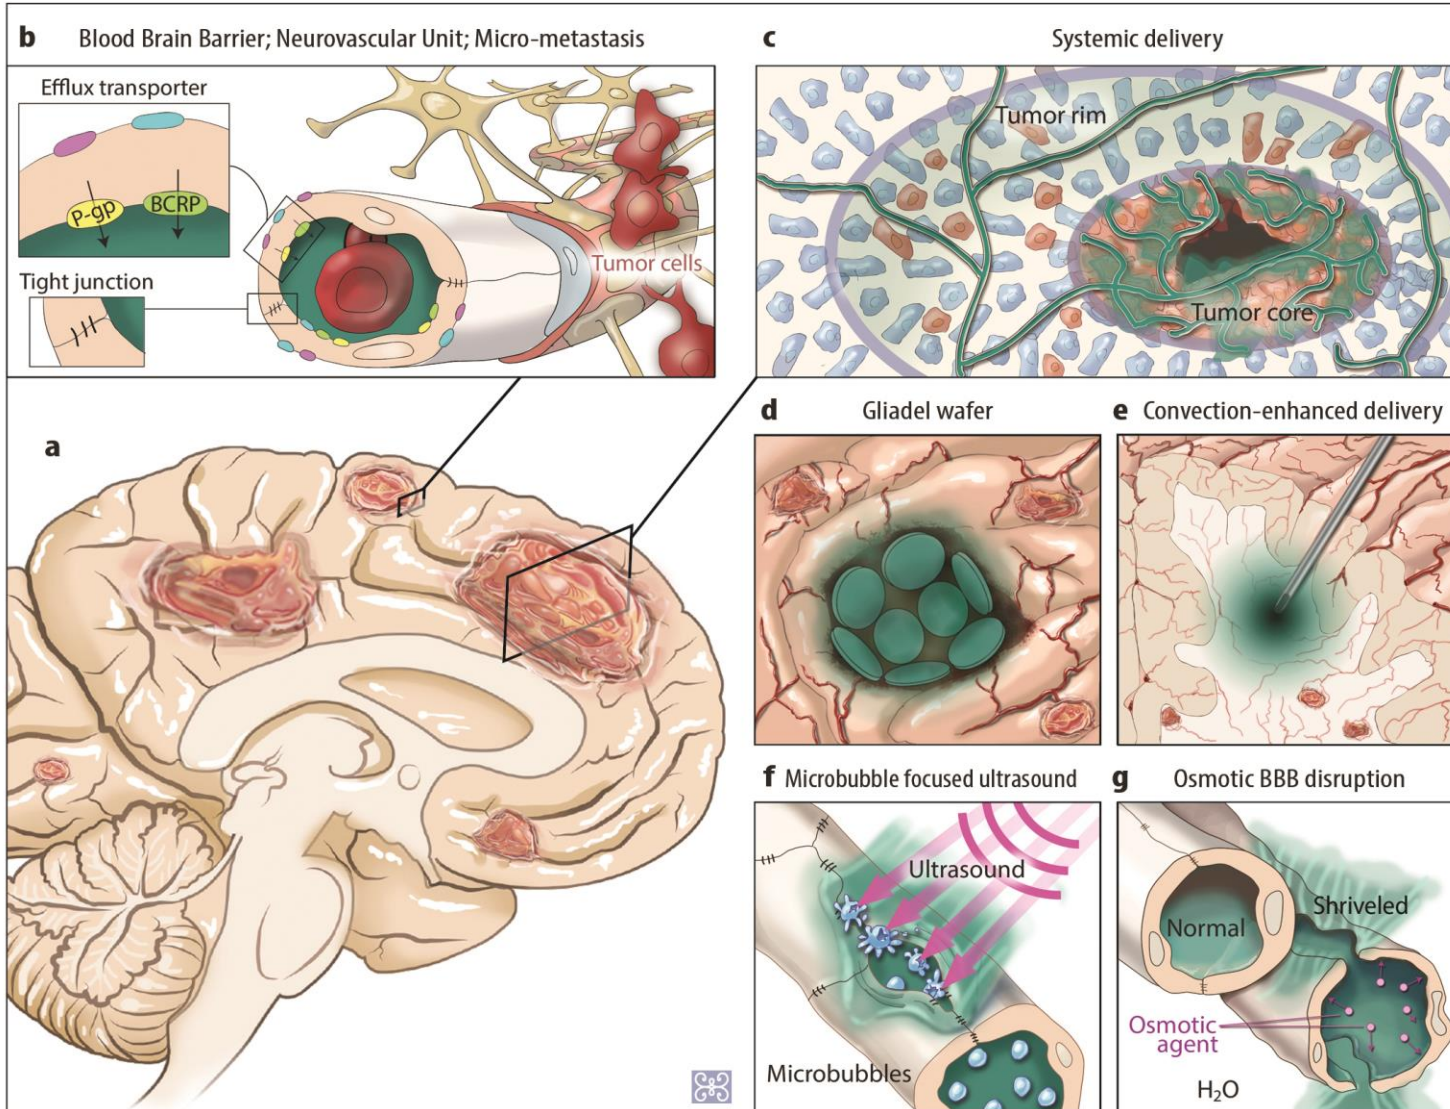 b Blood Brain Barrier; Neurovascular Unit; Micro-metastasis
Efflux transporter
P-gp
BCRP
Tight junction
Tumor cells
c Systemic delivery
Tumor rim
Tumor core
a
d Gliadel wafer
e Convection-enhanced delivery
f Microbubble focused ultrasound
Ultrasound
Microbubbles
g Osmotic BBB disruption
Normal
Shriveled
Osmotic
agent
H₂O